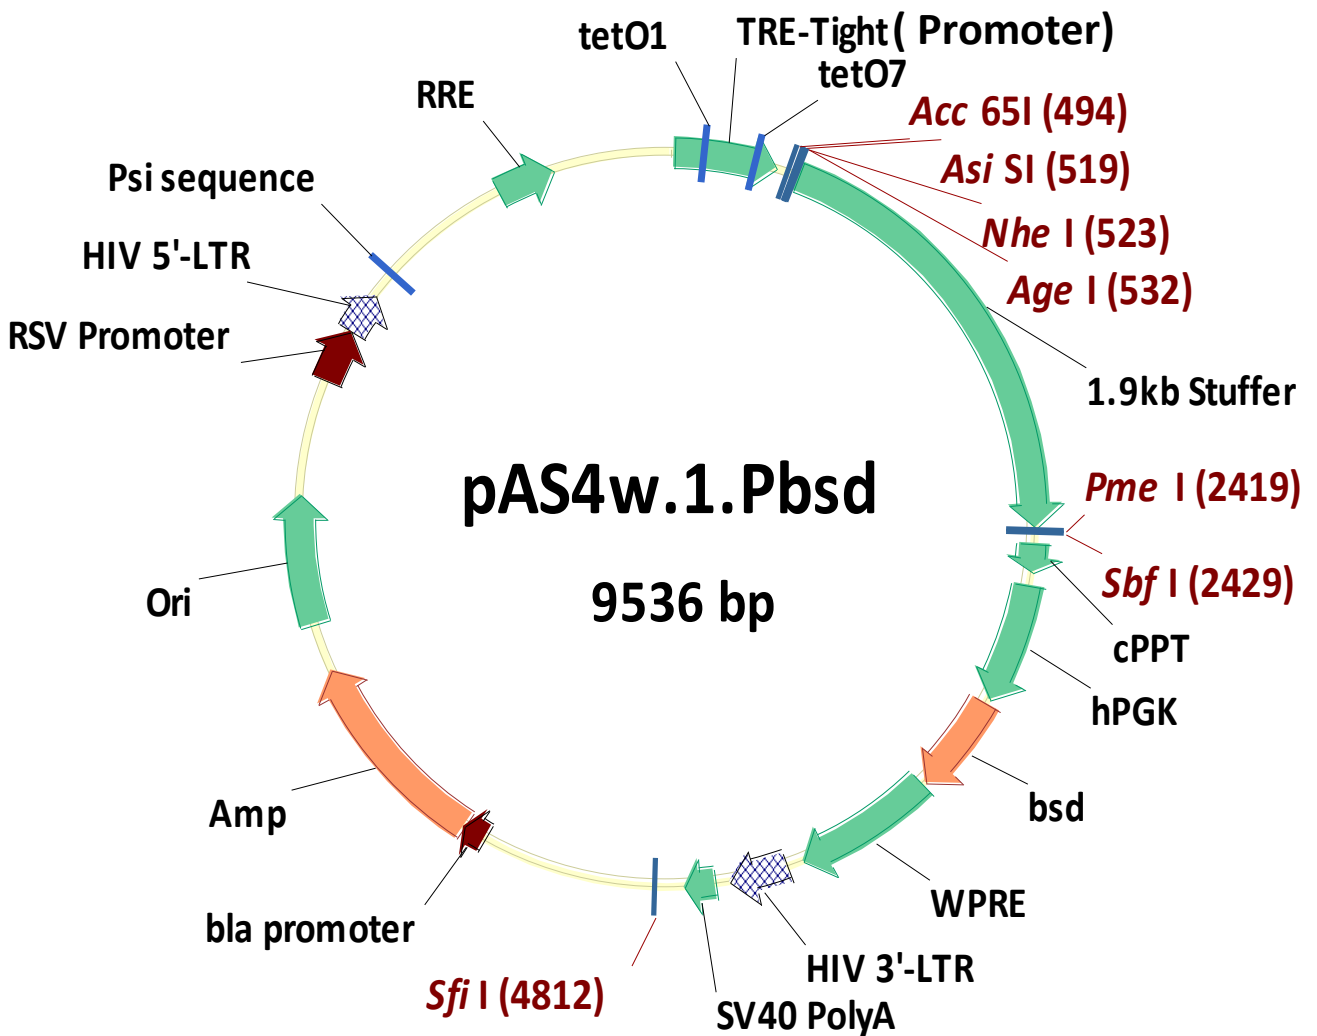 tetO1
TRE-Tight( Promoter)
tetO7
RRE
Acc 65I (494)
Asi SI (519)
Psi sequence
Nhe I (523)
HIV 5'-LTR
Age I (532)
RSV Promoter
1.9kb Stuffer
pAS4w.1.Pbsd
Pme I (2419)
9536 bp
Sbf I (2429)
Ori
cPPT
hPGK
Amp
bsd
WPRE
bla promoter
HIV 3'-LTR
Sfi I (4812)
SV40 PolyA